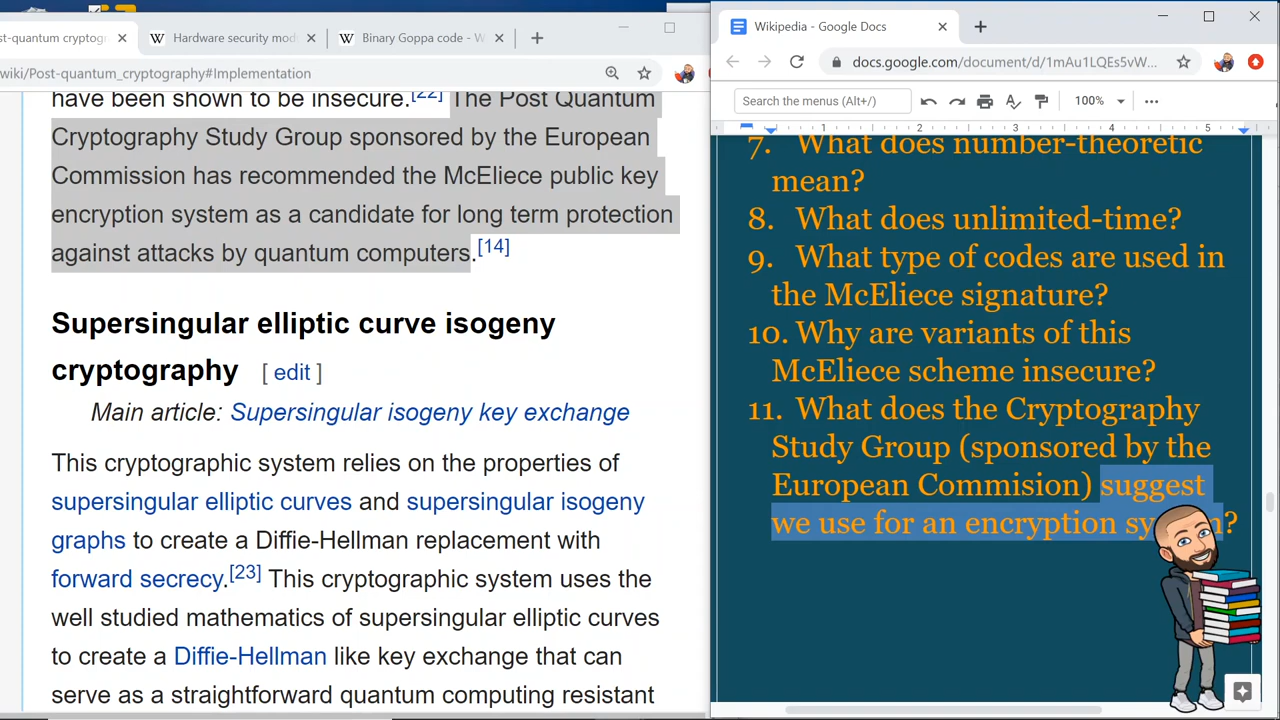 st-quantum cryptogr
Hardware security mod
Binary Goppa code - W
wiki/Post-quantum_cryptography#Implementation
have been shown to be insecure.[22] The Post Quantum
Cryptography Study Group sponsored by the European
Commission has recommended the McEliece public key
encryption system as a candidate for long term protection
against attacks by quantum computers.[14]
Supersingular elliptic curve isogeny
cryptography [ edit ]
Main article: Supersingular isogeny key exchange
This cryptographic system relies on the properties of
supersingular elliptic curves and supersingular isogeny
graphs to create a Diffie-Hellman replacement with
forward secrecy.[23] This cryptographic system uses the
well studied mathematics of supersingular elliptic curves
to create a Diffie-Hellman like key exchange that can
serve as a straightforward quantum computing resistant
Wikipedia - Google Docs
docs.google.com/document/d/1mAu1LQEs5vW...
Search the menus (Alt+/)
100%
1 2 3 4 5
7. What does number-theoretic
mean?
8. What does unlimited-time?
9. What type of codes are used in
the McEliece signature?
10. Why are variants of this
McEliece scheme insecure?
11. What does the Cryptography
Study Group (sponsored by the
European Commision) suggest
we use for an encryption sy n?